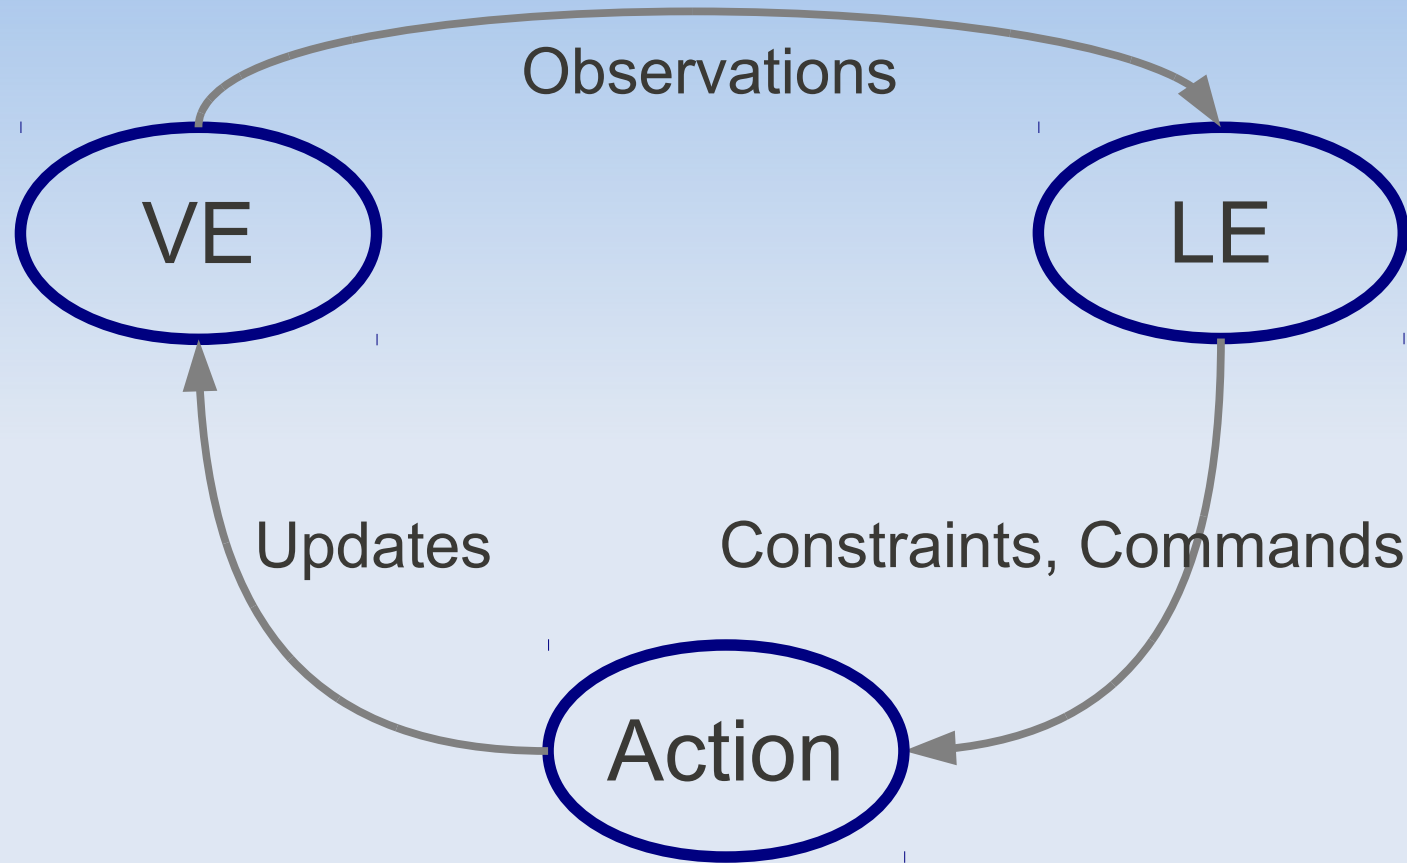 Observations
VE
LE
Updates
Constraints, Commands
Action